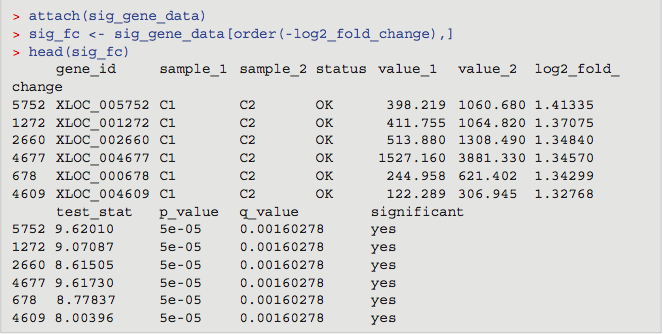 > attach(sig_gene_data)
> sig_fc <- sig_gene_data[order(-log2_fold_change),]
> head(sig_fc)
gene_id sample_1 sample_2 status value_1 value_2 log2_fold_
change
5752 XLOC_005752 C1 C2 OK 398.219 1060.680 1.41335
1272 XLOC_001272 C1 C2 OK 411.755 1064.820 1.37075
2660 XLOC_002660 C1 C2 OK 513.880 1308.490 1.34840
4677 XLOC_004677 C1 C2 OK 1527.160 3881.330 1.34570
678 XLOC_000678 C1 C2 OK 244.958 621.402 1.34299
4609 XLOC_004609 C1 C2 OK 122.289 306.945 1.32768
test_stat p_value q_value significant
5752 9.62010 5e-05 0.00160278 yes
1272 9.07087 5e-05 0.00160278 yes
2660 8.61505 5e-05 0.00160278 yes
4677 9.61730 5e-05 0.00160278 yes
678 8.77837 5e-05 0.00160278 yes
4609 8.00396 5e-05 0.00160278 yes